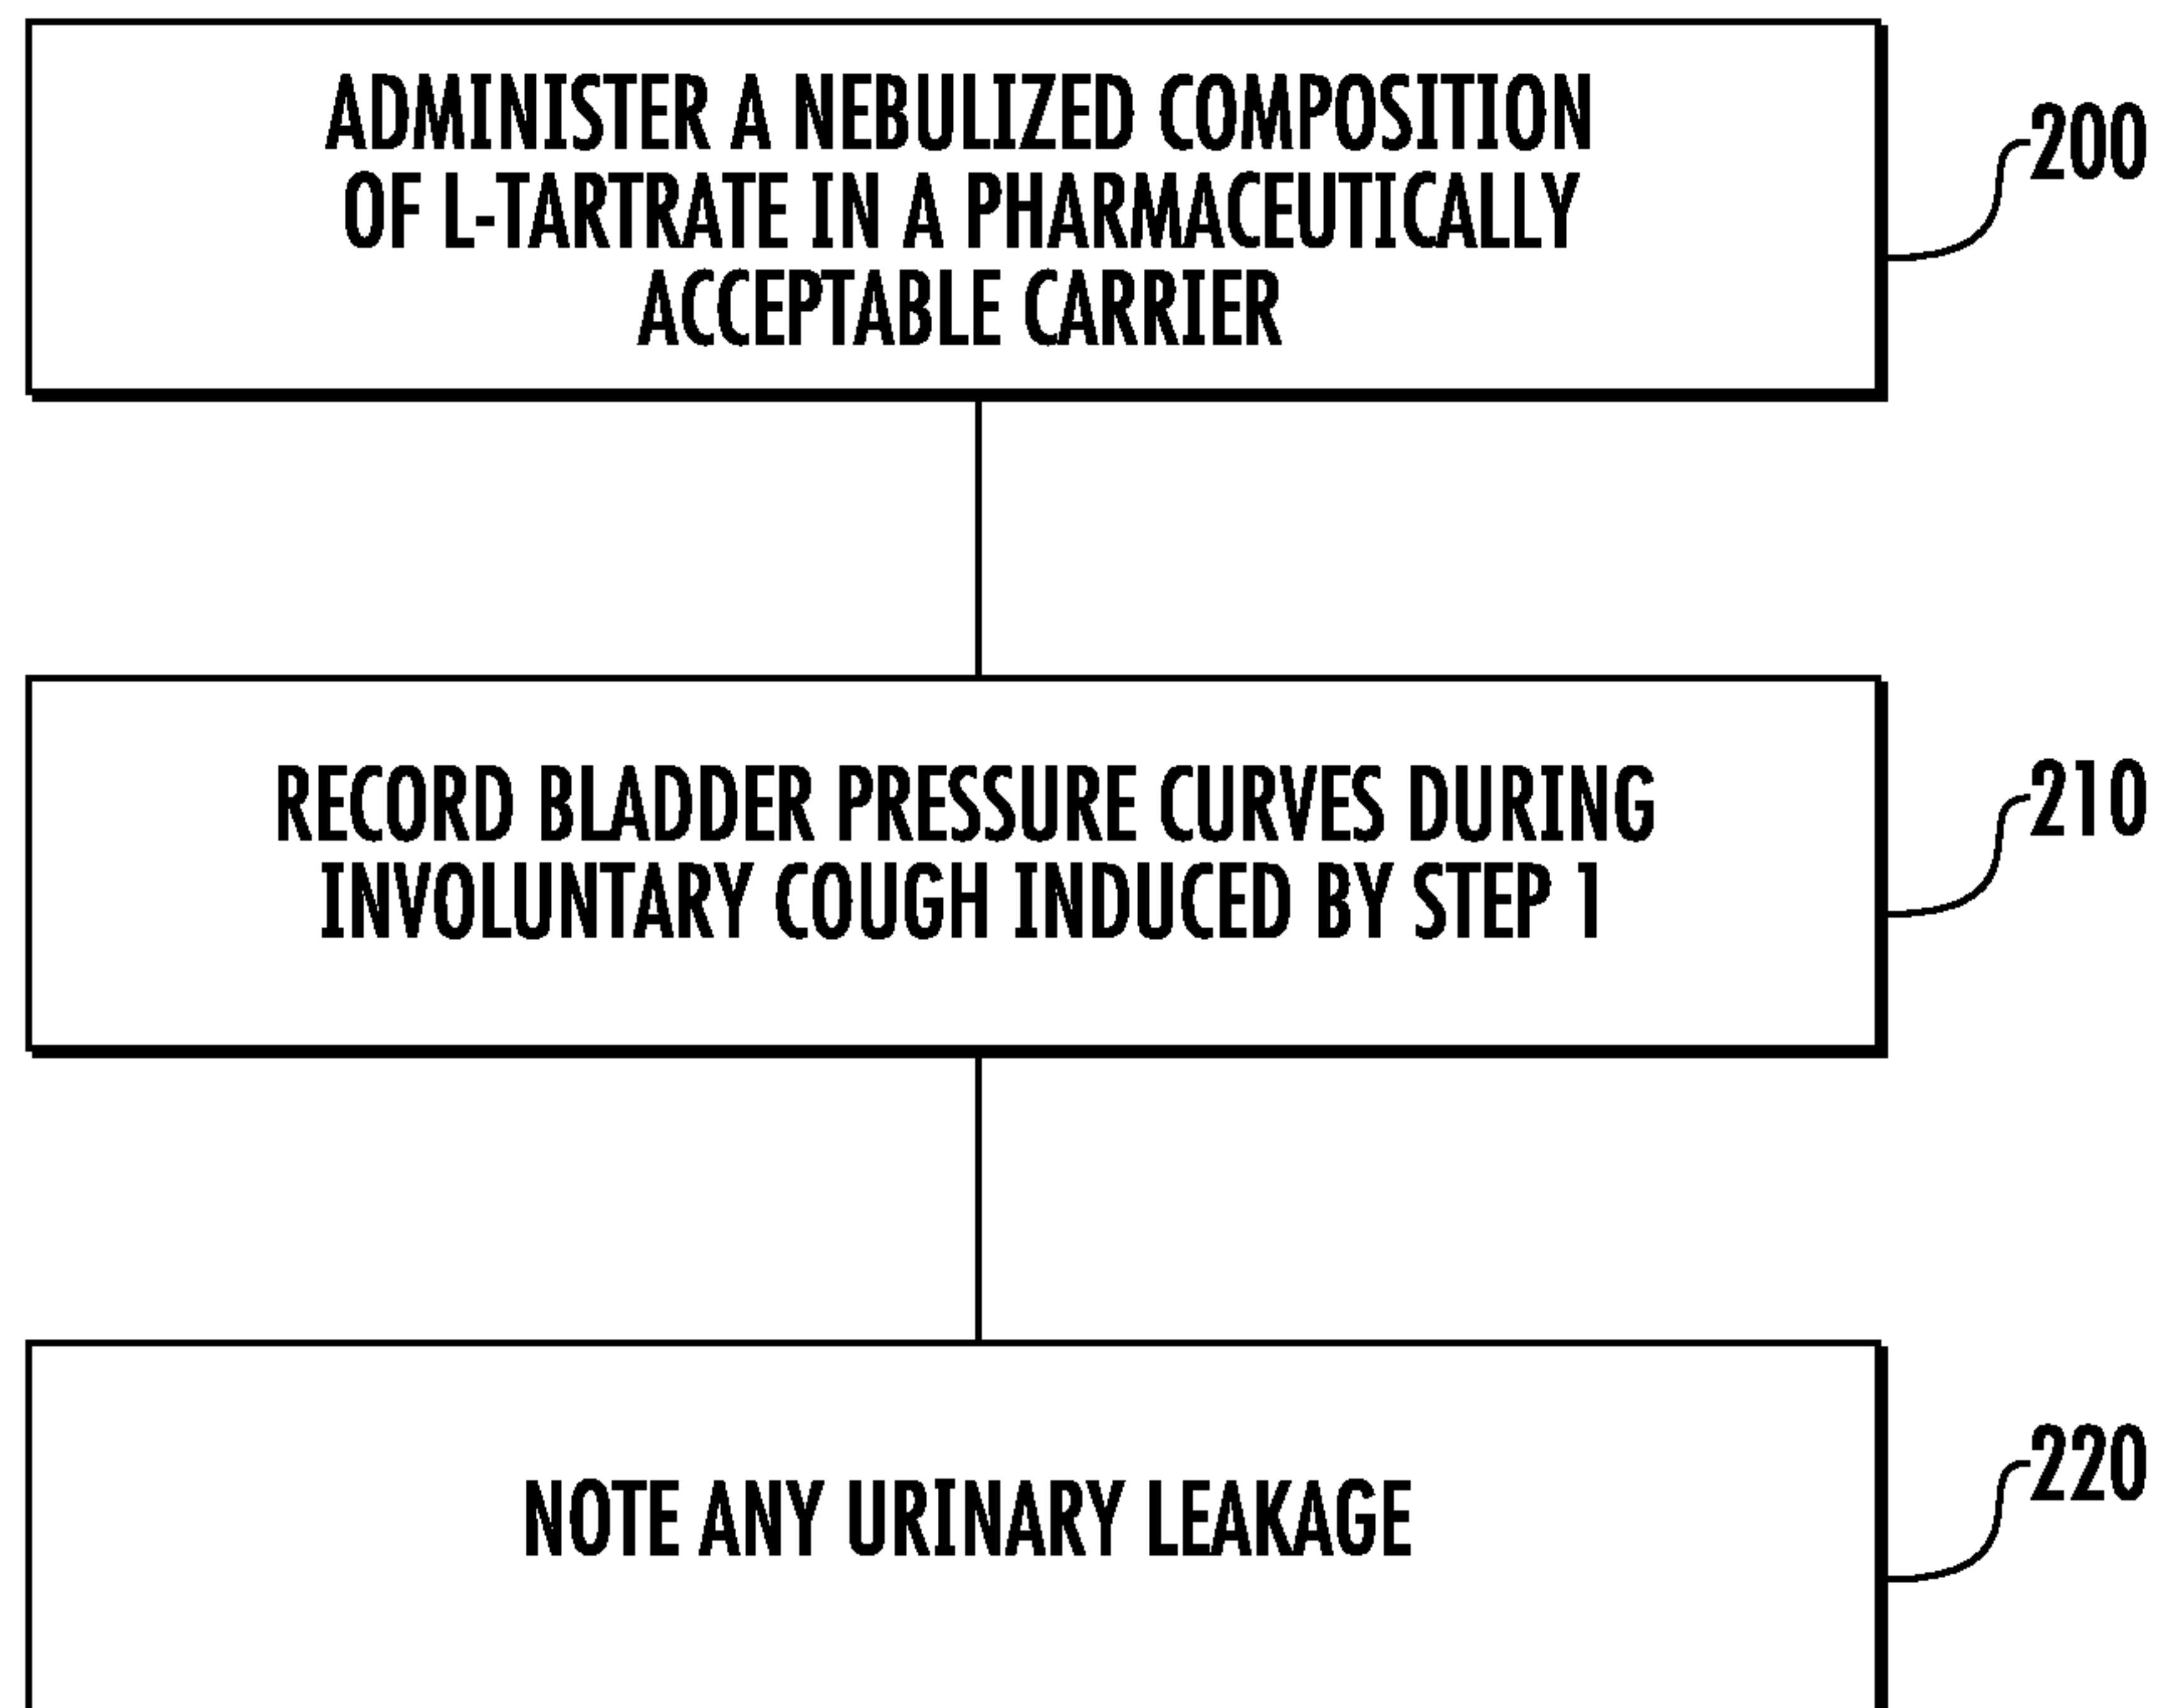 ADMINISTER A NEBULIZED COMPOSITION
OF L-TARTRATE IN A PHARMACEUTICALLY
ACCEPTABLE CARRIER
200
RECORD BLADDER PRESSURE CURVES DURING
INVOLUNTARY COUGH INDUCED BY STEP 1
210
NOTE ANY URINARY LEAKAGE
220